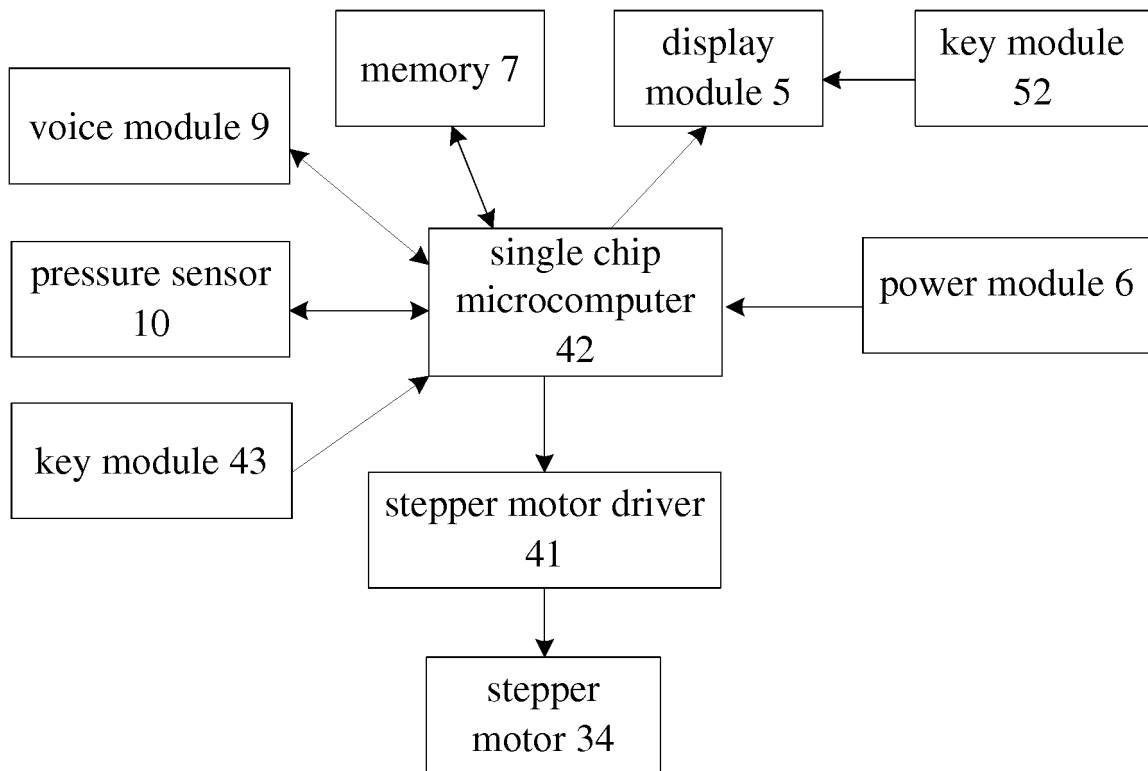 memory 7
display
module 5
key module
52
voice module 9
pressure sensor
10
single chip
microcomputer
42
power module 6
key module 43
stepper motor driver
41
stepper
motor 34